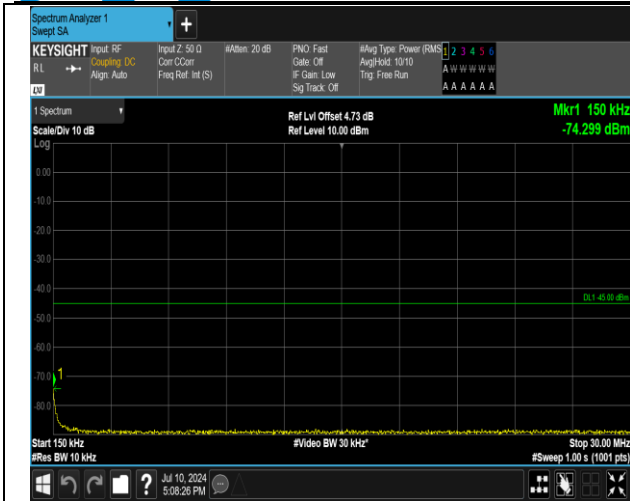 Spectrum Analyzer 1
Swept SA
+
KEYSIGHT
RL
LXI
Input: RF
Coupling: DC
Align: Auto
Input Z: 50 Ω
Corr CCorr
Freq Ref: Int (S)
#Atten: 20 dB
PNO: Fast
Gate: Off
IF Gain: Low
Sig Track: Off
#Avg Type: Power (RMS
Avg|Hold: 10/10
Trig: Free Run
1 2 3 4 5 6
A W W W W W
A A A A A A
1 Spectrum
Scale/Div 10 dB
Log
Ref Lvl Offset 4.73 dB
Ref Level 10.00 dBm
Mkr1 150 kHz
-74.299 dBm
0.00
-10.0
-20.0
-30.0
-40.0
DL1 -45.00 dBm
-50.0
-60.0
-70.0
1
-80.0
Start 150 kHz
#Video BW 30 kHz*
Stop 30.00 MHz
#Res BW 10 kHz
#Sweep 1.00 s (1001 pts)
?
Jul 10, 2024
5:08:26 PM